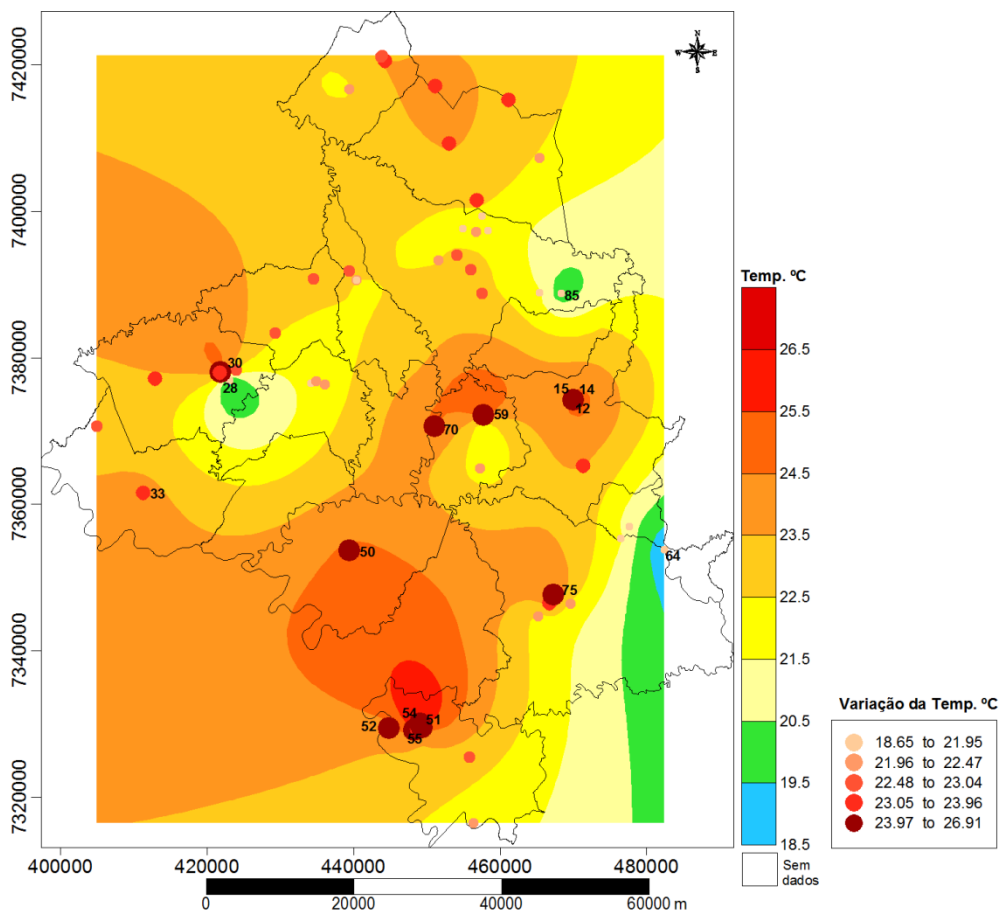 N
W E
S
7420000
7400000
7380000
7360000
7340000
7320000
85
30
28
15 14
12
59
70
33
50
64
75
54
51
52
55
400000 420000 440000 460000 480000
0 20000 40000 60000 m
Temp. ºC
26.5
25.5
24.5
23.5
22.5
21.5
20.5
19.5
18.5
Sem
dados
Variação da Temp. ºC
18.65 to 21.95
21.96 to 22.47
22.48 to 23.04
23.05 to 23.96
23.97 to 26.91